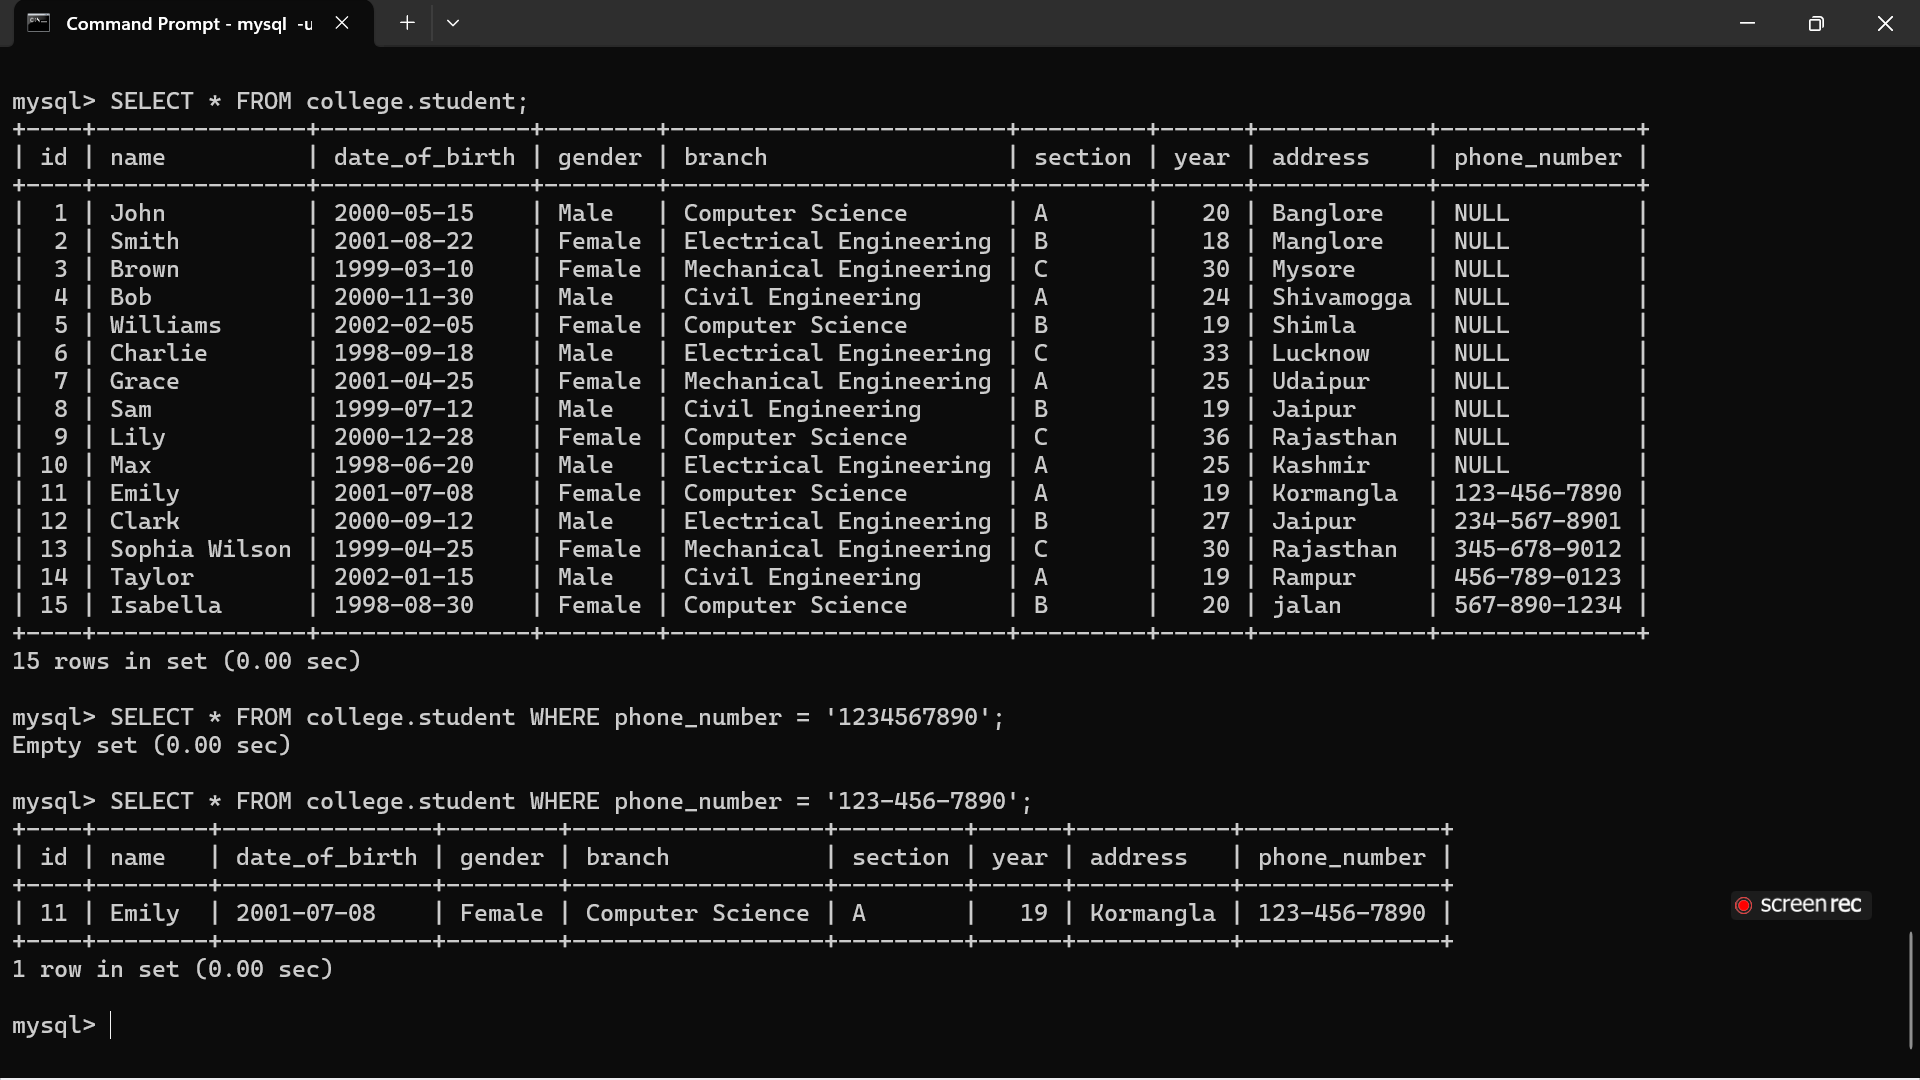 Command Prompt - mysql -u
mysql> SELECT * FROM college.student;
+----+---------------+---------------+--------+------------------------+---------+------+------------+--------------+
| id | name          | date_of_birth | gender | branch                 | section | year | address    | phone_number |
+----+---------------+---------------+--------+------------------------+---------+------+------------+--------------+
|  1 | John          | 2000-05-15    | Male   | Computer Science       | A       |   20 | Banglore   | NULL         |
|  2 | Smith         | 2001-08-22    | Female | Electrical Engineering | B       |   18 | Manglore   | NULL         |
|  3 | Brown         | 1999-03-10    | Female | Mechanical Engineering | C       |   30 | Mysore     | NULL         |
|  4 | Bob           | 2000-11-30    | Male   | Civil Engineering      | A       |   24 | Shivamogga | NULL         |
|  5 | Williams      | 2002-02-05    | Female | Computer Science       | B       |   19 | Shimla     | NULL         |
|  6 | Charlie       | 1998-09-18    | Male   | Electrical Engineering | C       |   33 | Lucknow    | NULL         |
|  7 | Grace         | 2001-04-25    | Female | Mechanical Engineering | A       |   25 | Udaipur    | NULL         |
|  8 | Sam           | 1999-07-12    | Male   | Civil Engineering      | B       |   19 | Jaipur     | NULL         |
|  9 | Lily          | 2000-12-28    | Female | Computer Science       | C       |   36 | Rajasthan  | NULL         |
| 10 | Max           | 1998-06-20    | Male   | Electrical Engineering | A       |   25 | Kashmir    | NULL         |
| 11 | Emily         | 2001-07-08    | Female | Computer Science       | A       |   19 | Kormangla  | 123-456-7890 |
| 12 | Clark         | 2000-09-12    | Male   | Electrical Engineering | B       |   27 | Jaipur     | 234-567-8901 |
| 13 | Sophia Wilson | 1999-04-25    | Female | Mechanical Engineering | C       |   30 | Rajasthan  | 345-678-9012 |
| 14 | Taylor        | 2002-01-15    | Male   | Civil Engineering      | A       |   19 | Rampur     | 456-789-0123 |
| 15 | Isabella      | 1998-08-30    | Female | Computer Science       | B       |   20 | jalan      | 567-890-1234 |
+----+---------------+---------------+--------+------------------------+---------+------+------------+--------------+
15 rows in set (0.00 sec)
mysql> SELECT * FROM college.student WHERE phone_number = '1234567890';
Empty set (0.00 sec)
mysql> SELECT * FROM college.student WHERE phone_number = '123-456-7890';
+----+--------+---------------+--------+------------------+---------+------+-----------+--------------+
| id | name   | date_of_birth | gender | branch           | section | year | address   | phone_number |
+----+--------+---------------+--------+------------------+---------+------+-----------+--------------+
| 11 | Emily  | 2001-07-08    | Female | Computer Science | A       |   19 | Kormangla | 123-456-7890 |
+----+--------+---------------+--------+------------------+---------+------+-----------+--------------+
1 row in set (0.00 sec)
mysql>
screenrec